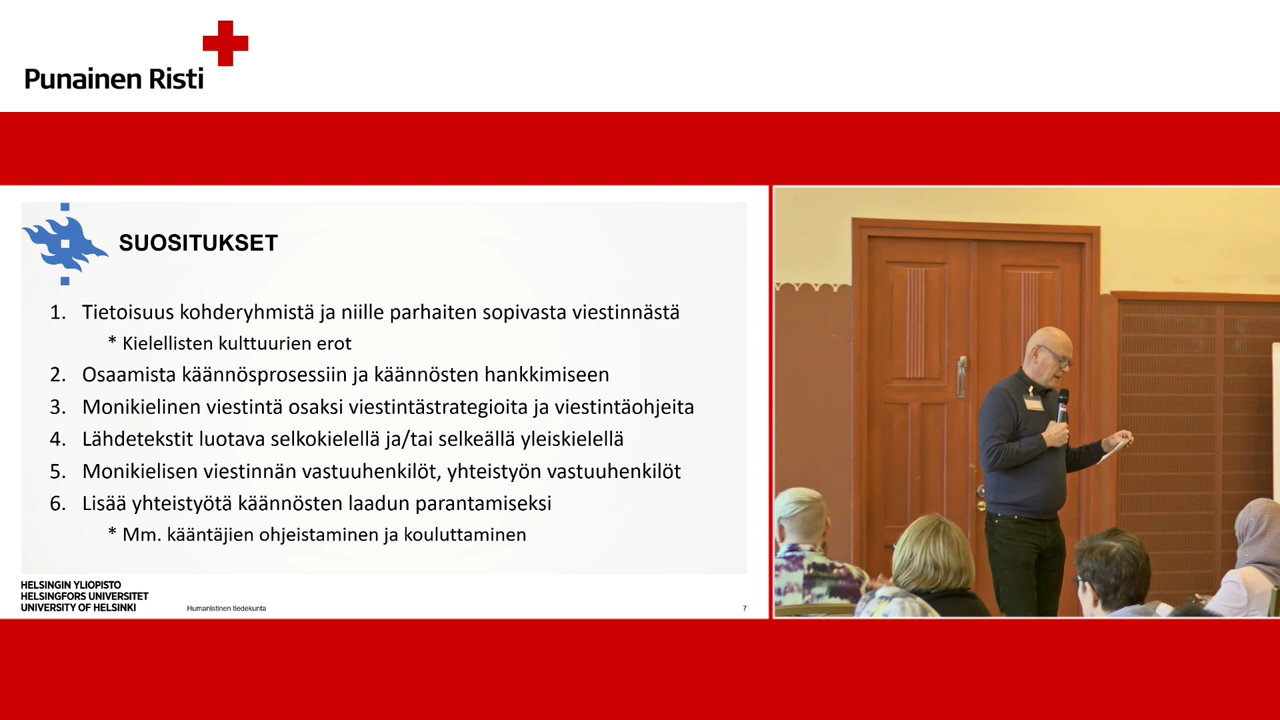 Punainen Risti
SUOSITUKSET
1. Tietoisuus kohderyhmistä ja niille parhaiten sopivasta viestinnästä
* Kielellisten kulttuurien erot
2. Osaamista käännösprosessiin ja käännösten hankkimiseen
3. Monikielinen viestintä osaksi viestintästrategioita ja viestintäohjeita
4. Lähdetekstit luotava selkokielellä ja/tai selkeällä yleiskielellä
5. Monikielisen viestinnän vastuuhenkilöt, yhteistyön vastuuhenkilöt
6. Lisää yhteistyötä käännösten laadun parantamiseksi
* Mm. kääntäjien ohjeistaminen ja kouluttaminen
HELSINGIN YLIOPISTO
HELSINGFORS UNIVERSITET
UNIVERSITY OF HELSINKI
Humanistinen tiedekunta
7